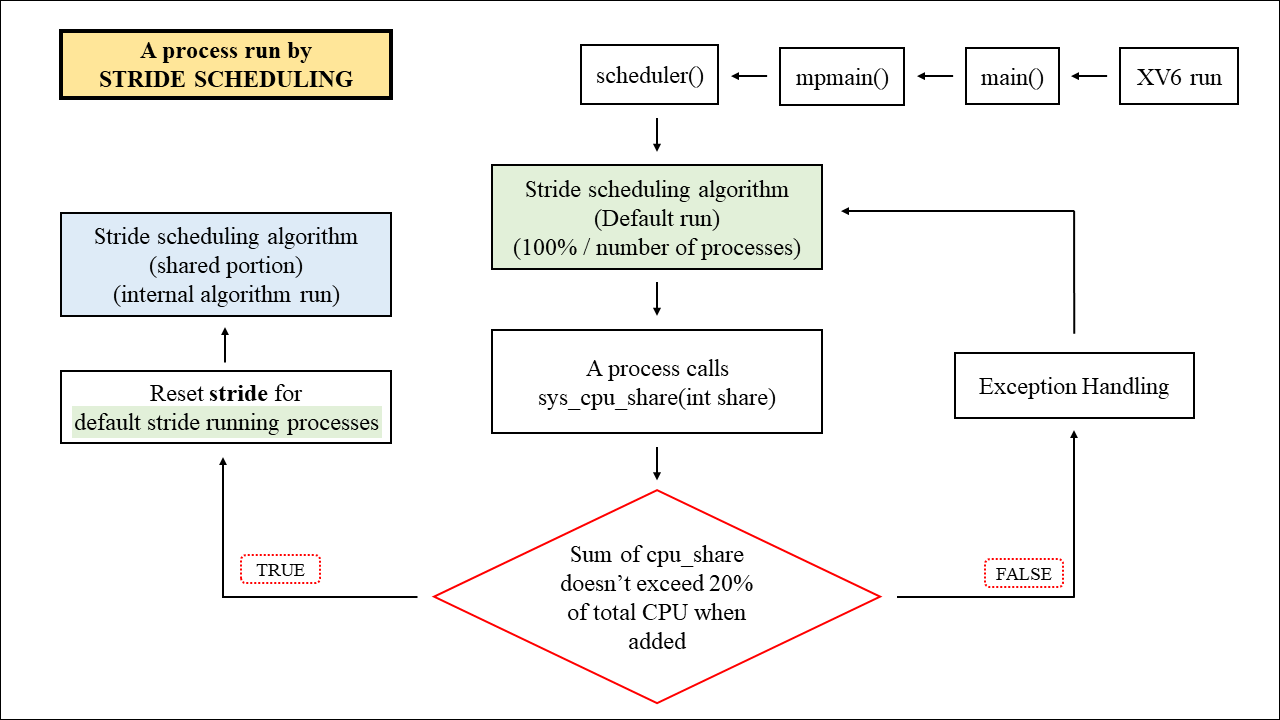 A process run by
STRIDE SCHEDULING
scheduler()
mpmain()
main()
XV6 run
Stride scheduling algorithm
(Default run)
(100% / number of processes)
Stride scheduling algorithm
(shared portion)
(internal algorithm run)
A process calls
sys_cpu_share(int share)
Exception Handling
Reset stride for
default stride running processes
Sum of cpu_share
doesn’t exceed 20%
of total CPU when
added
TRUE
FALSE